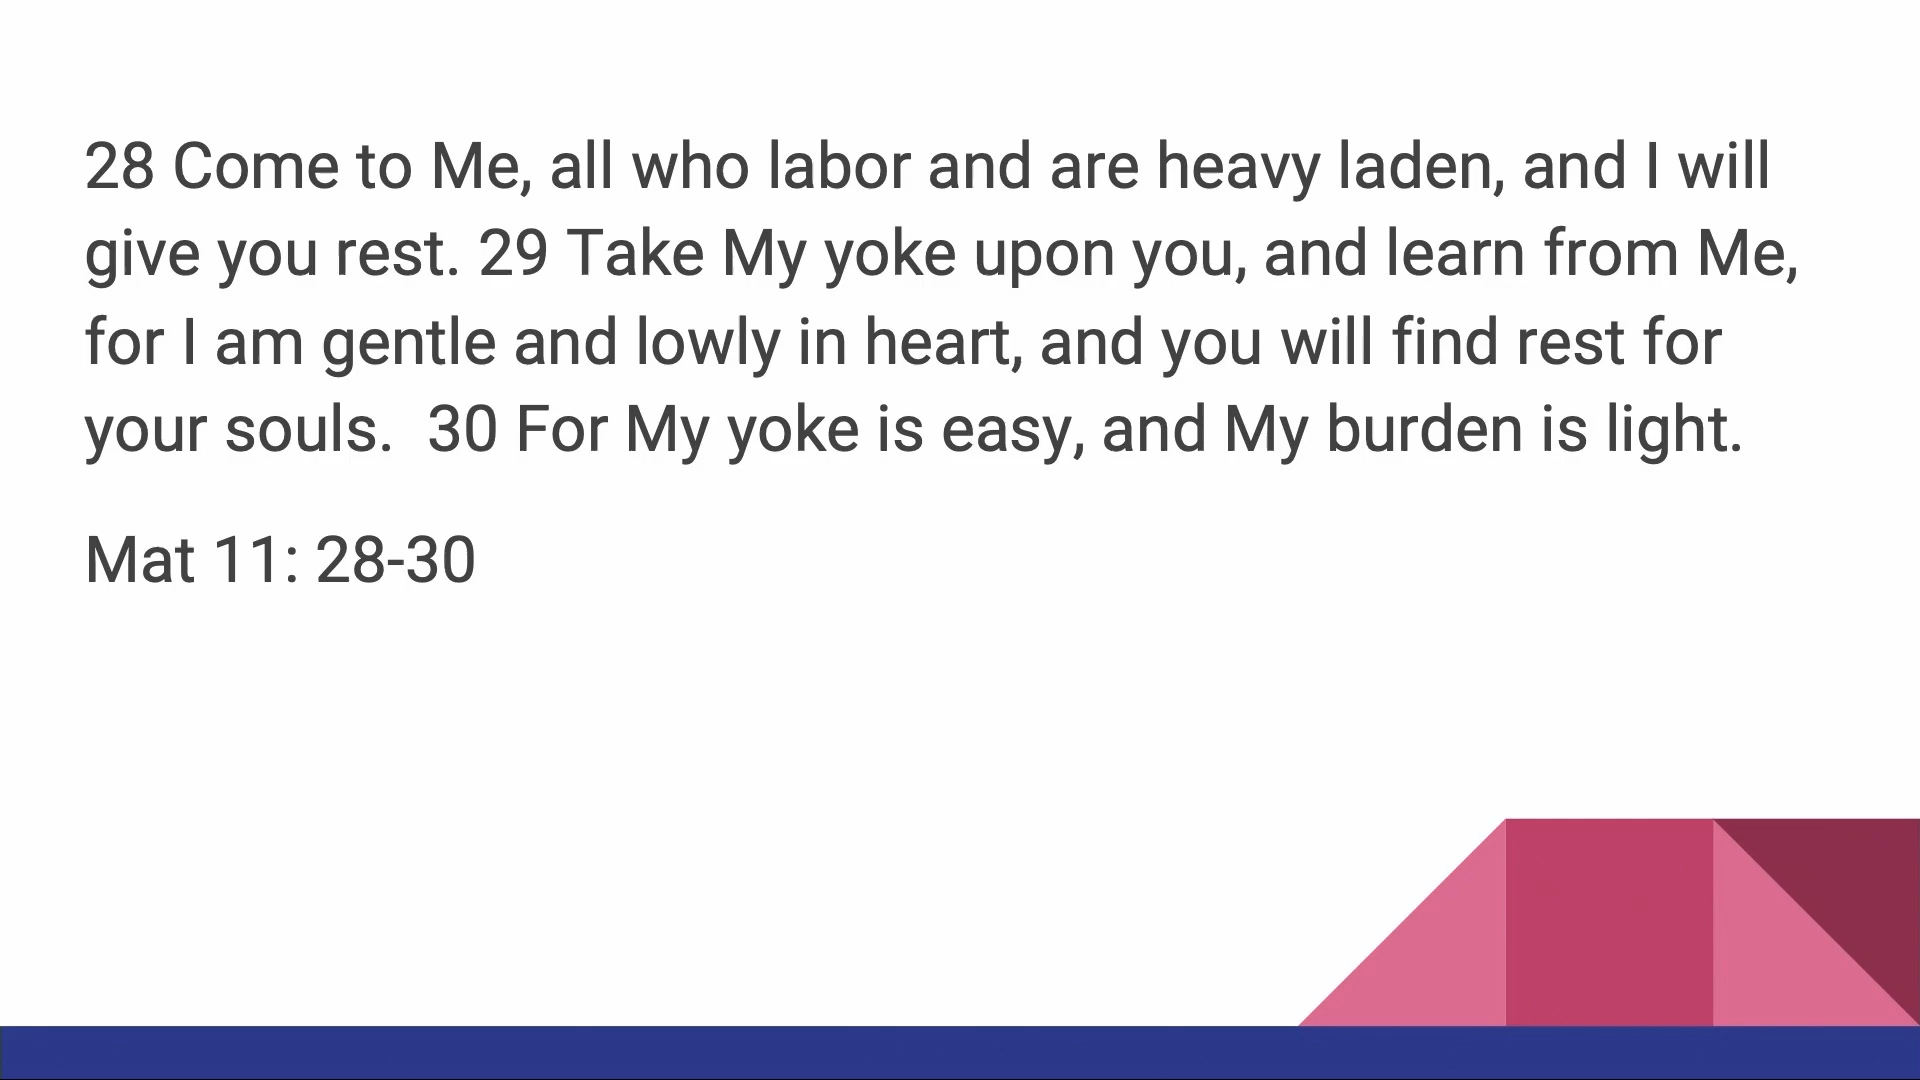 28 Come to Me, all who labor and are heavy laden, and I will
give you rest. 29 Take My yoke upon you, and learn from Me,
for I am gentle and lowly in heart, and you will find rest for
your souls.  30 For My yoke is easy, and My burden is light.
Mat 11: 28-30